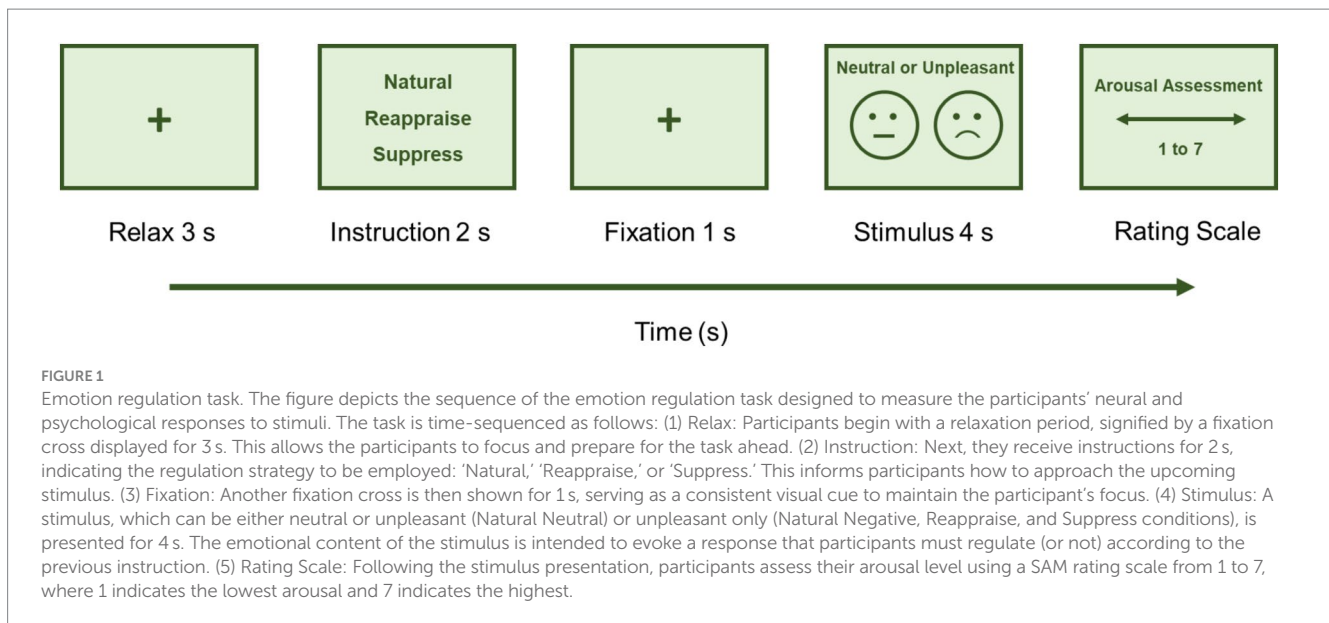 Natural
Reappraise
Suppress
Neutral or Unpleasant
Arousal Assessment
1 to 7
Relax 3 s
Instruction 2 s
Fixation 1 s
Stimulus 4 s
Rating Scale
Time (s)
FIGURE 1
Emotion regulation task. The figure depicts the sequence of the emotion regulation task designed to measure the participants’ neural and
psychological responses to stimuli. The task is time-sequenced as follows: (1) Relax: Participants begin with a relaxation period, signified by a fixation
cross displayed for 3 s. This allows the participants to focus and prepare for the task ahead. (2) Instruction: Next, they receive instructions for 2 s,
indicating the regulation strategy to be employed: ‘Natural,’ ‘Reappraise,’ or ‘Suppress.’ This informs participants how to approach the upcoming
stimulus. (3) Fixation: Another fixation cross is then shown for 1 s, serving as a consistent visual cue to maintain the participant’s focus. (4) Stimulus: A
stimulus, which can be either neutral or unpleasant (Natural Neutral) or unpleasant only (Natural Negative, Reappraise, and Suppress conditions), is
presented for 4 s. The emotional content of the stimulus is intended to evoke a response that participants must regulate (or not) according to the
previous instruction. (5) Rating Scale: Following the stimulus presentation, participants assess their arousal level using a SAM rating scale from 1 to 7,
where 1 indicates the lowest arousal and 7 indicates the highest.